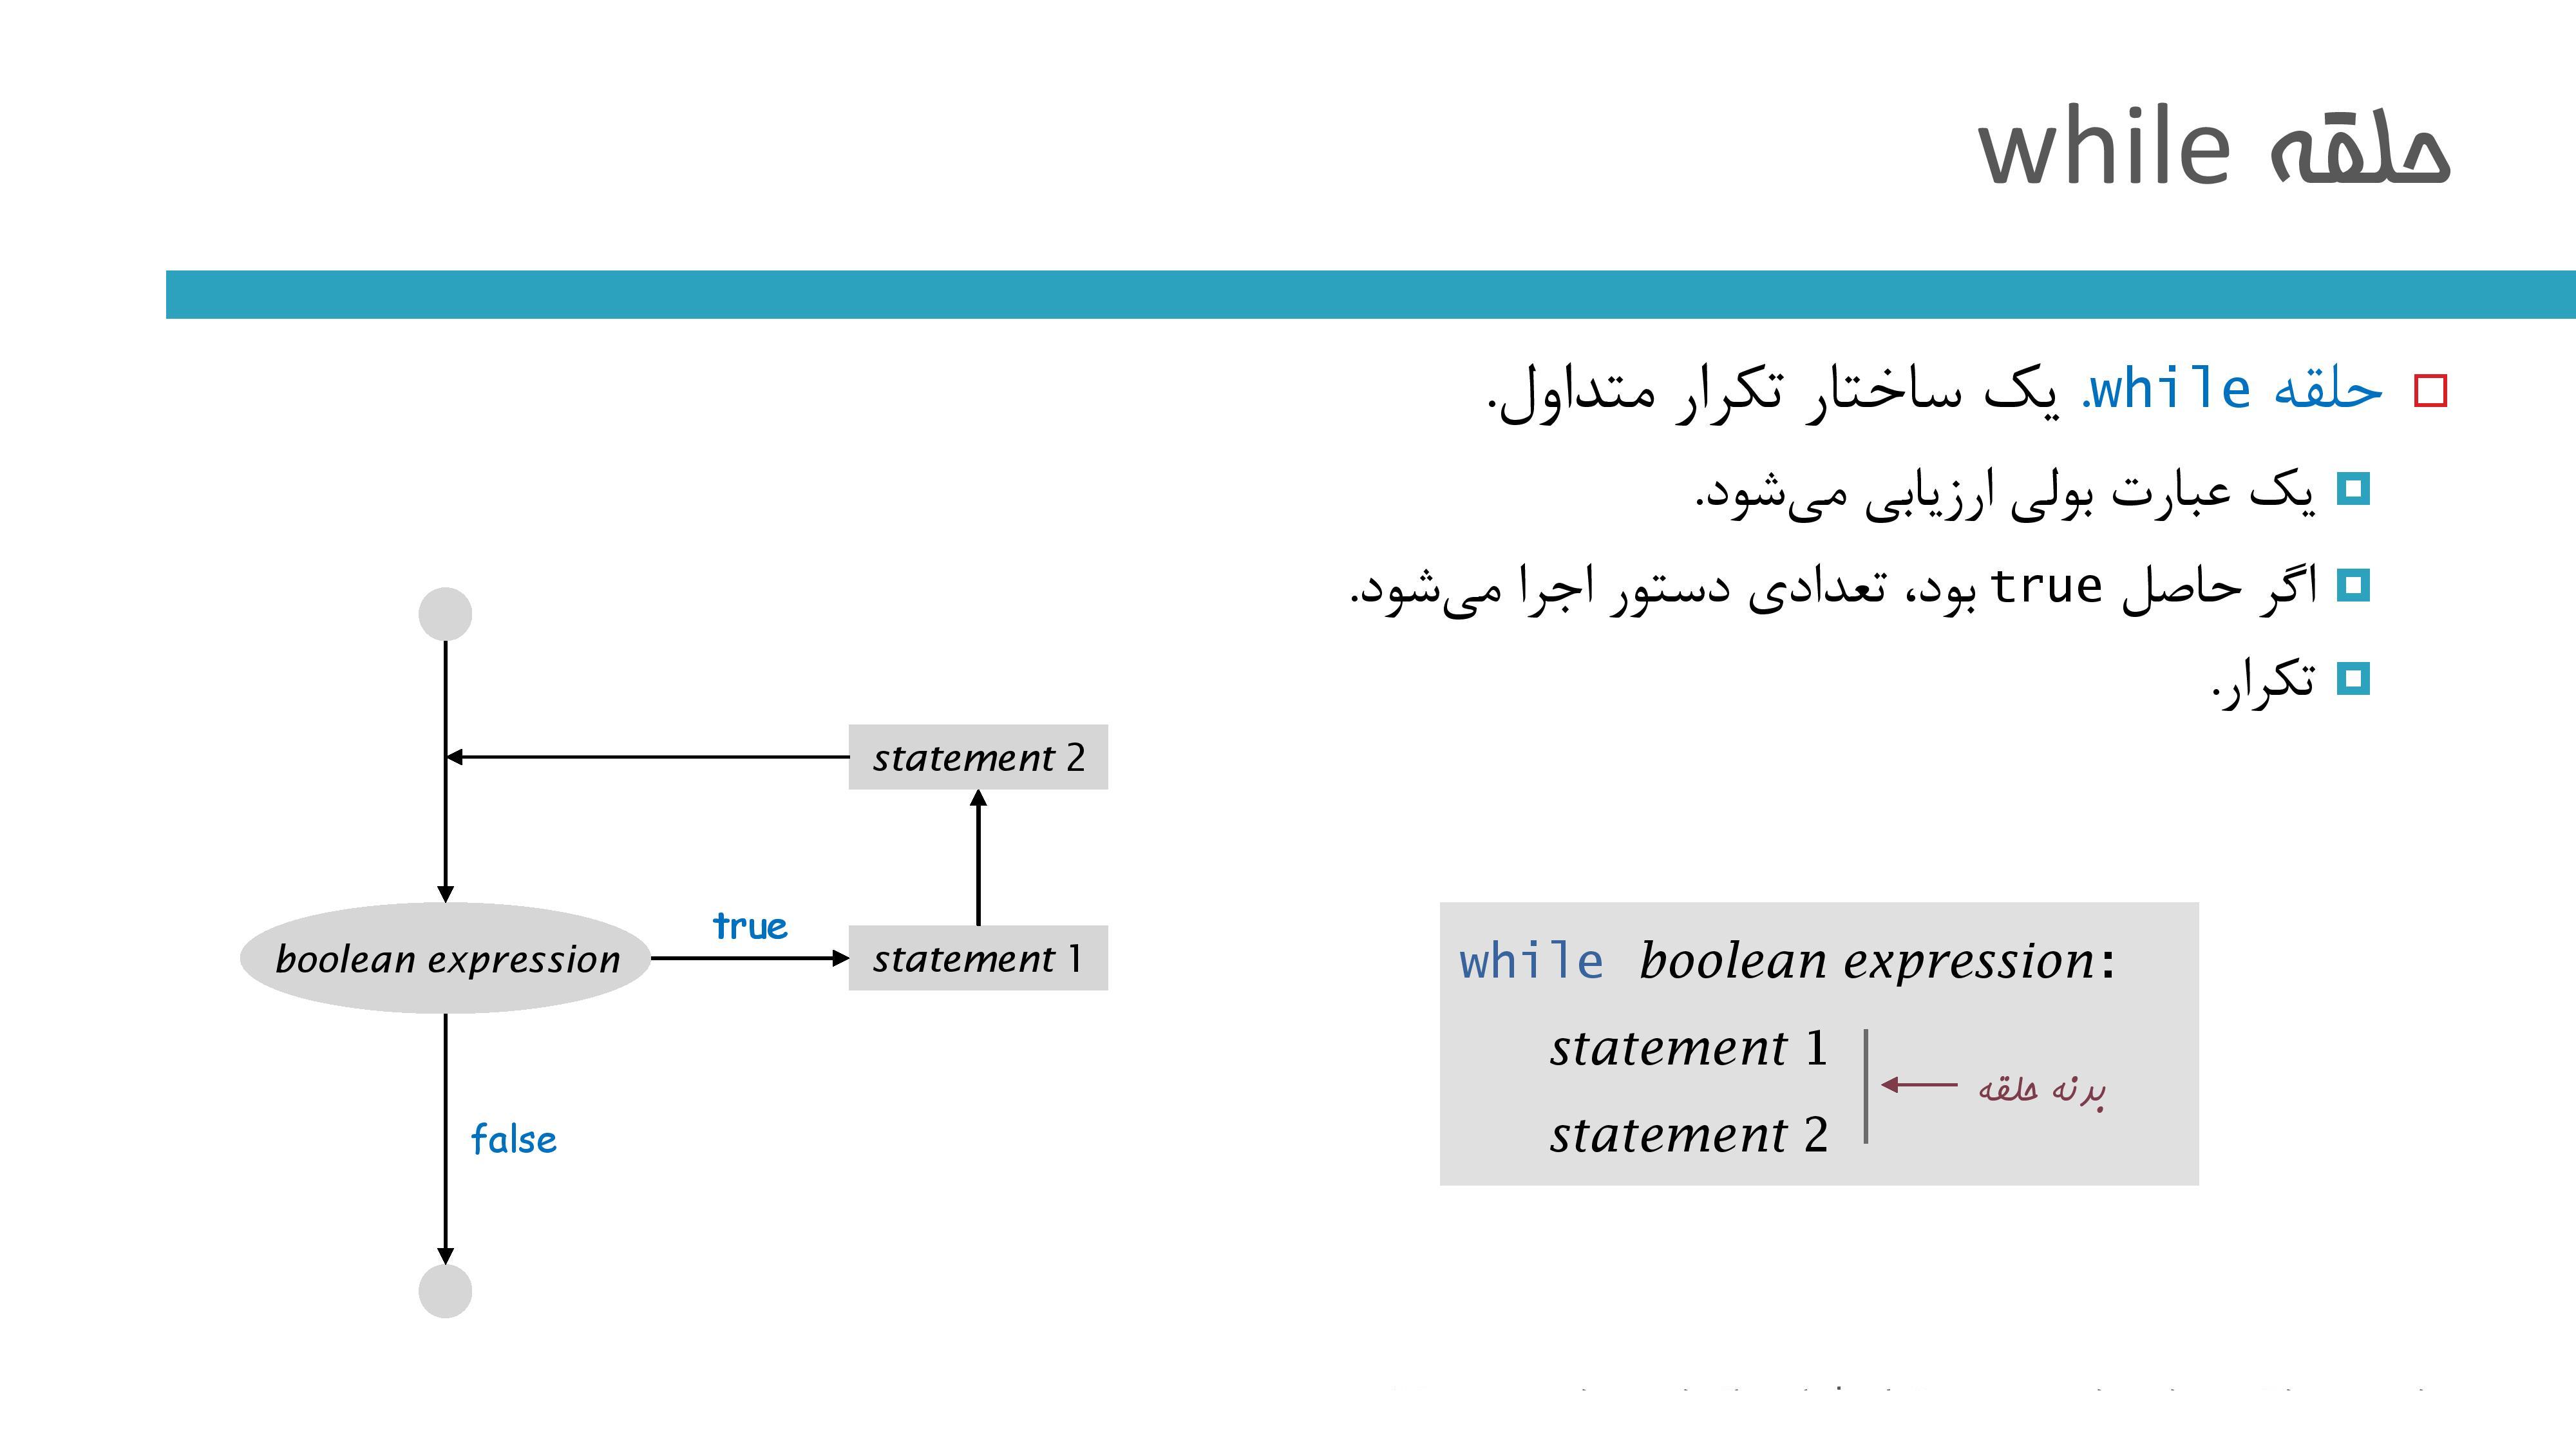 حلقه while
حلقه while. یک ساختار تکرار متداول.
یک عبارت بولی ارزیابی می‌شود.
اگر حاصل true بود، تعدادی دستور اجرا می‌شود.
تکرار.
statement 2
boolean expression
true
statement 1
false
while boolean expression:
statement 1
statement 2
برنه حلقه